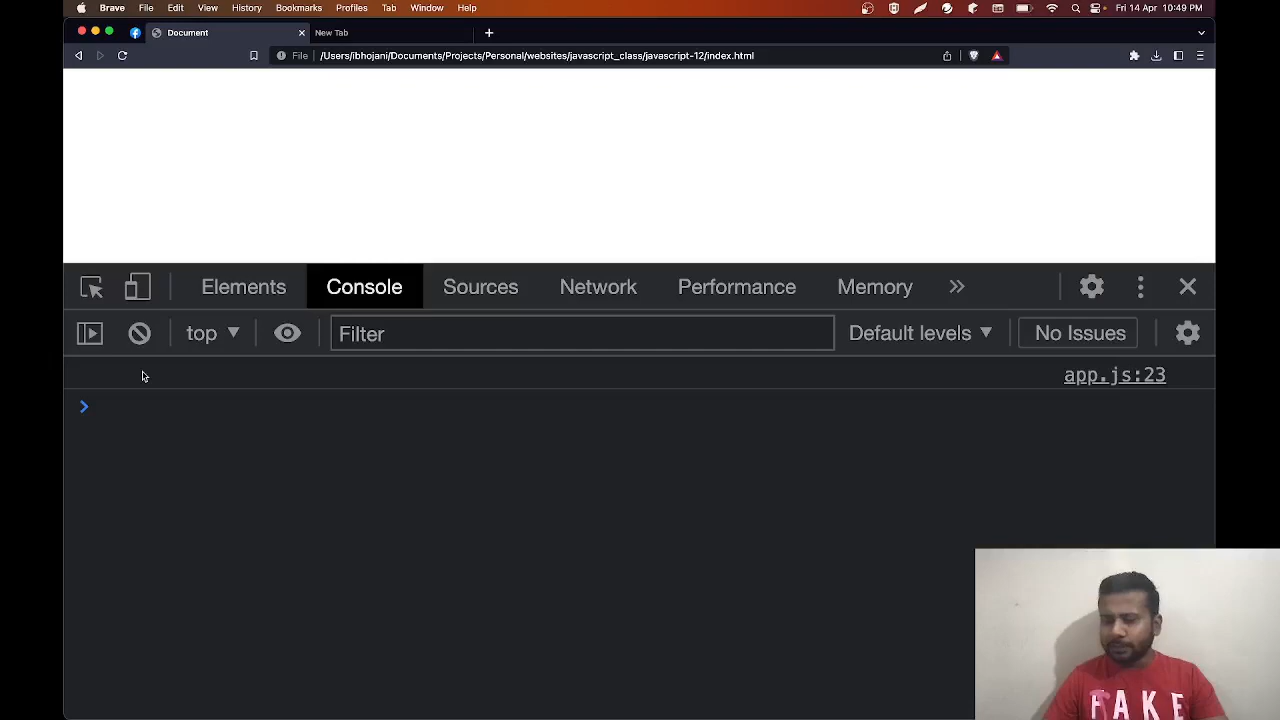 Brave File Edit View History Bookmarks Profiles Tab Window Help Fri 14 Apr 10:49 PM
Document New Tab
File /Users/ibhojani/Documents/Projects/Personal/websites/javascript_class/javascript-12/index.html
Elements Console Sources Network Performance Memory
top Filter Default levels No Issues
app.js:23
FAKE